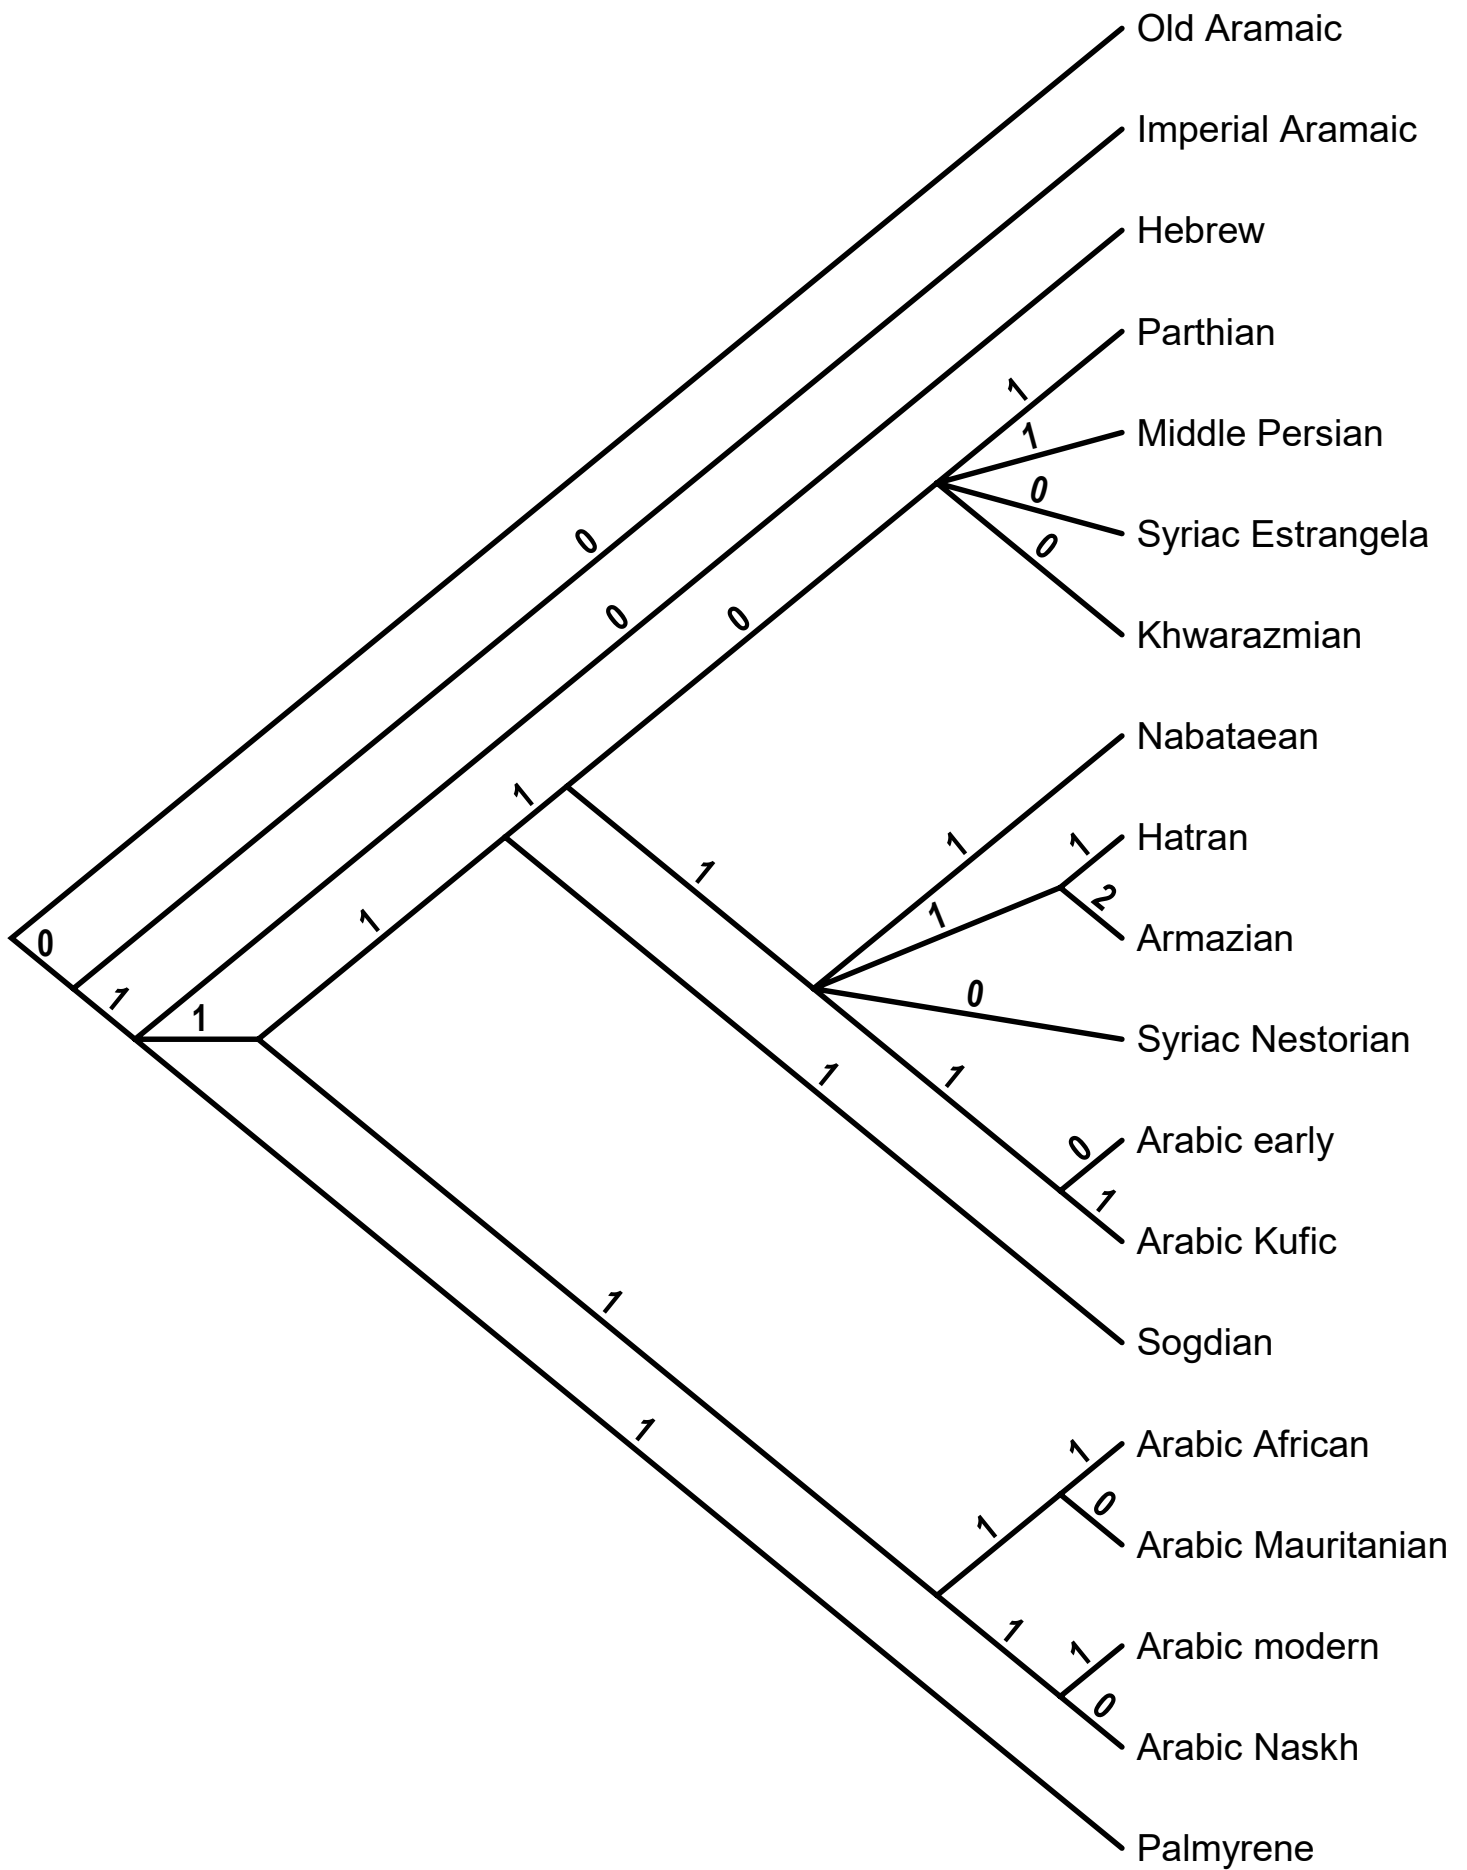 Old Aramaic
Imperial Aramaic
Hebrew
Parthian
1
Middle Persian
1
0
Syriac Estrangela
0
0
Khwarazmian
0
0
Nabataean
1
Hatran
1
1
1
2
1
1
Armazian
0
0
1
1
Syriac Nestorian
1
1
Arabic early
0
1
Arabic Kufic
1
Sogdian
1
Arabic African
1
0
1
Arabic Mauritanian
1
1
Arabic modern
0
Arabic Naskh
Palmyrene